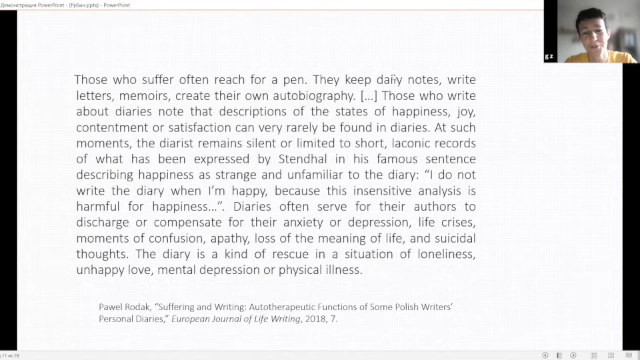 Демонстрация PowerPoint - [Урбан.pptx] - PowerPoint
g z
Those who suffer often reach for a pen. They keep daily notes, write
letters, memoirs, create their own autobiography. […] Those who write
about diaries note that descriptions of the states of happiness, joy,
contentment or satisfaction can very rarely be found in diaries. At such
moments, the diarist remains silent or limited to short, laconic records
of what has been expressed by Stendhal in his famous sentence
describing happiness as strange and unfamiliar to the diary: “I do not
write the diary when I’m happy, because this insensitive analysis is
harmful for happiness…”. Diaries often serve for their authors to
discharge or compensate for their anxiety or depression, life crises,
moments of confusion, apathy, loss of the meaning of life, and suicidal
thoughts. The diary is a kind of rescue in a situation of loneliness,
unhappy love, mental depression or physical illness.
Pawel Rodak, “Suffering and Writing: Autotherapeutic Functions of Some Polish Writers’
Personal Diaries,” European Journal of Life Writing, 2018, 7.